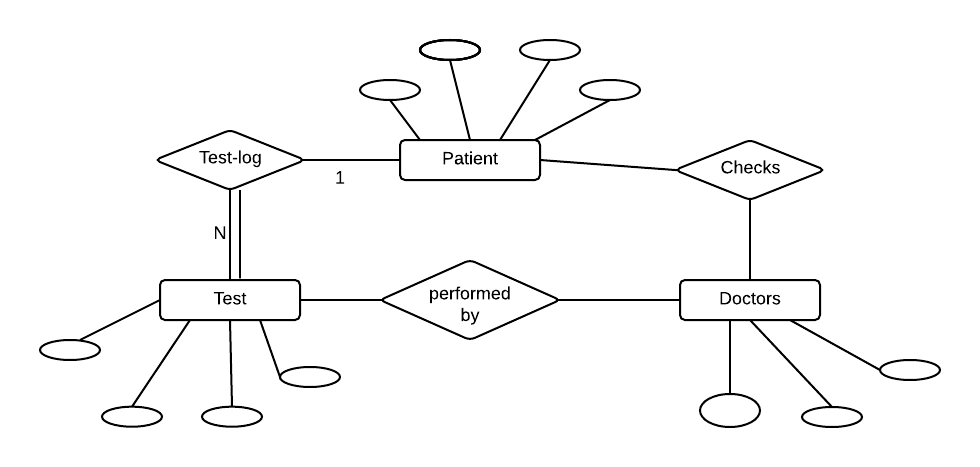 Test-log
Patient
Checks
1
N
Test
performed
by
Doctors